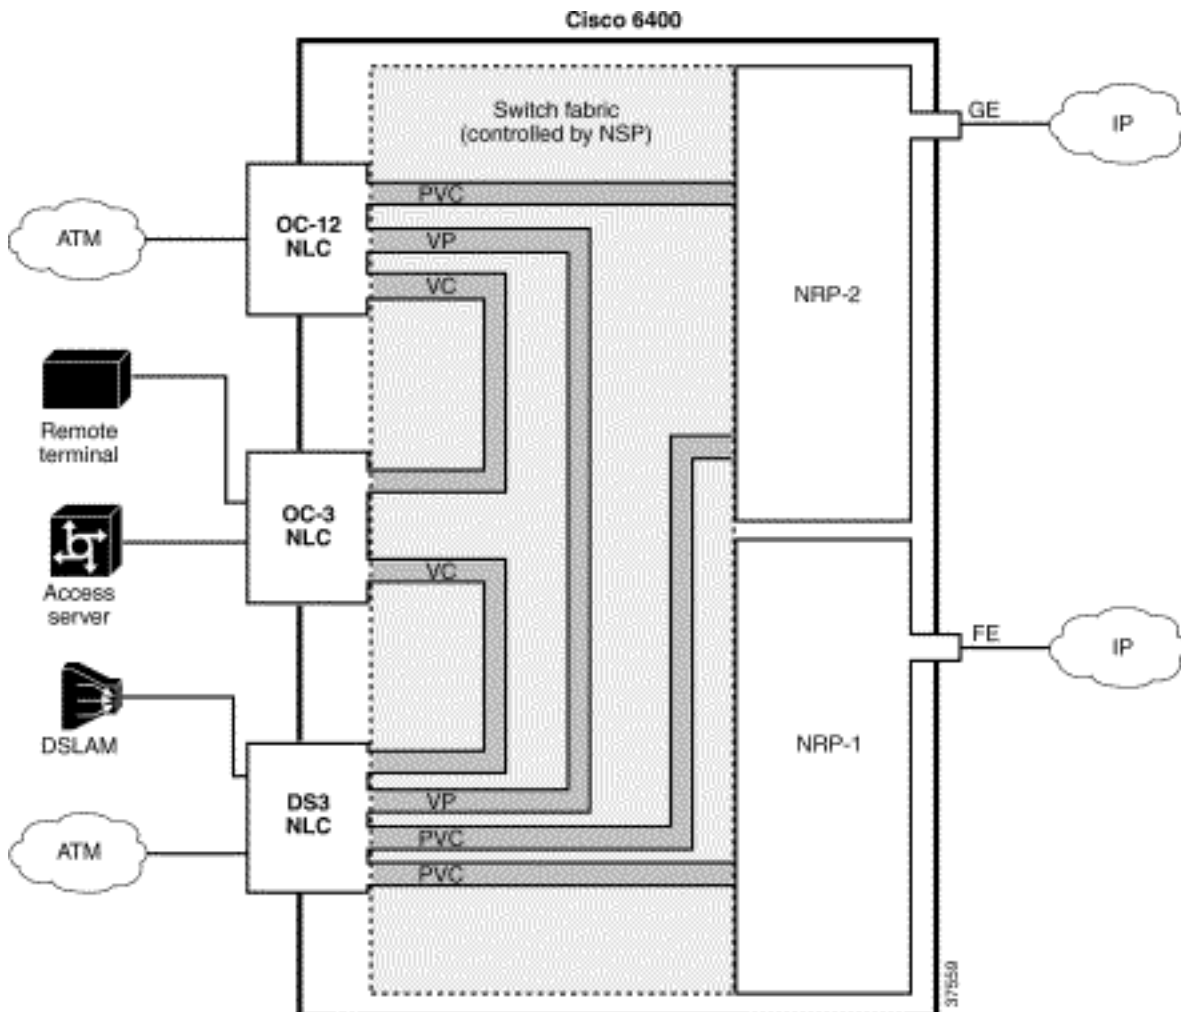 Cisco 6400
Switch fabric
(controlled by NSP)
GE
IP
PVC
OC-12
NLC
ATM
VP
VC
NRP-2
Remote
terminal
OC-3
NLC
Access
server
VC
FE
IP
DSLAM
NRP-1
DS3
NLC
VP
ATM
PVC
PVC
37559